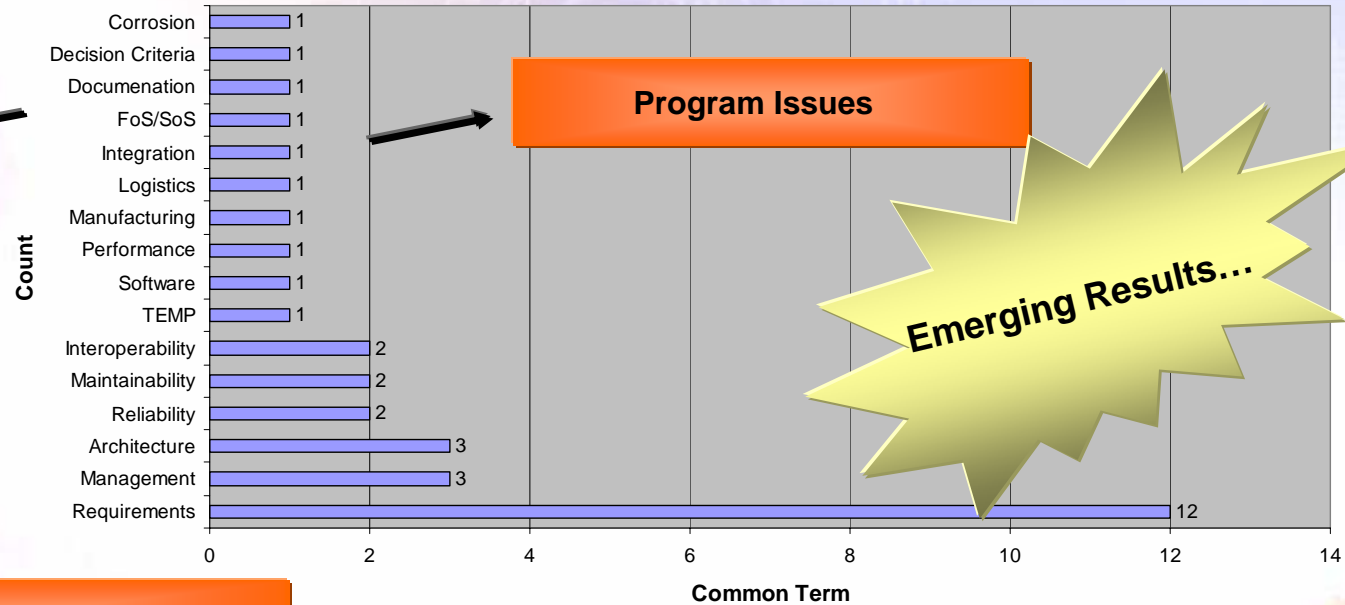 Corrosion 1
Decision Criteria 1
Documenation 1
FoS/SoS 1
Integration 1
Logistics 1
Manufacturing 1
Performance 1
Software 1
TEMP 1
Interoperability 2
Maintainability 2
Reliability 2
Architecture 3
Management 3
Requirements 12
Count
Program Issues
Emerging Results…
0 2 4 6 8 10 12 14
Common Term